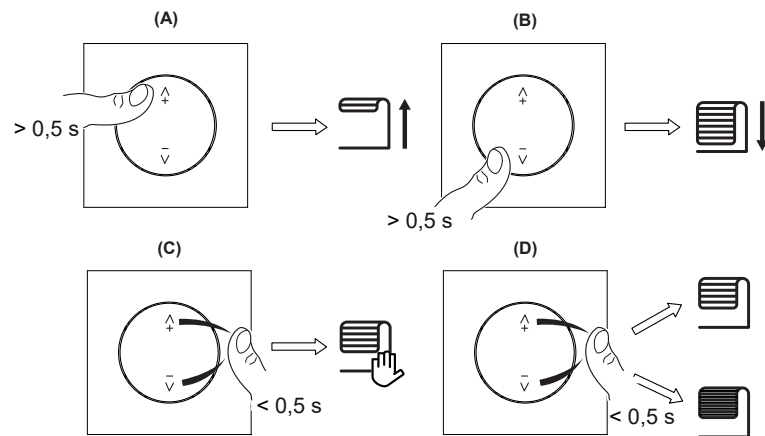 (A)
(B)
+
> 0,5 s
–
+
–
> 0,5 s
(C)
(D)
+
–
< 0,5 s
+
–
< 0,5 s